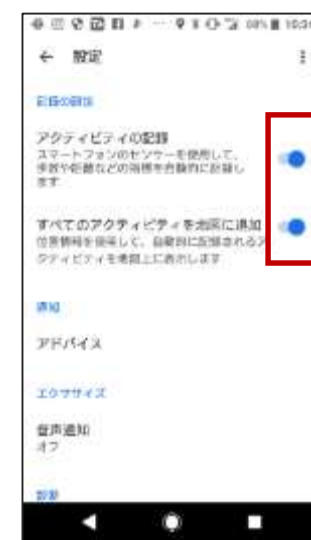 設定
記録の設定
アクティビティの記録
スマートフォンのセンサーを使用して、
歩数や距離などの指標を自動的に記録し
ます
すべてのアクティビティを地図に追加
位置情報を使用して、自動的に記録されるア
クティビティを地図上に表示します
通知
アドバイス
エクササイズ
音声通知
オフ